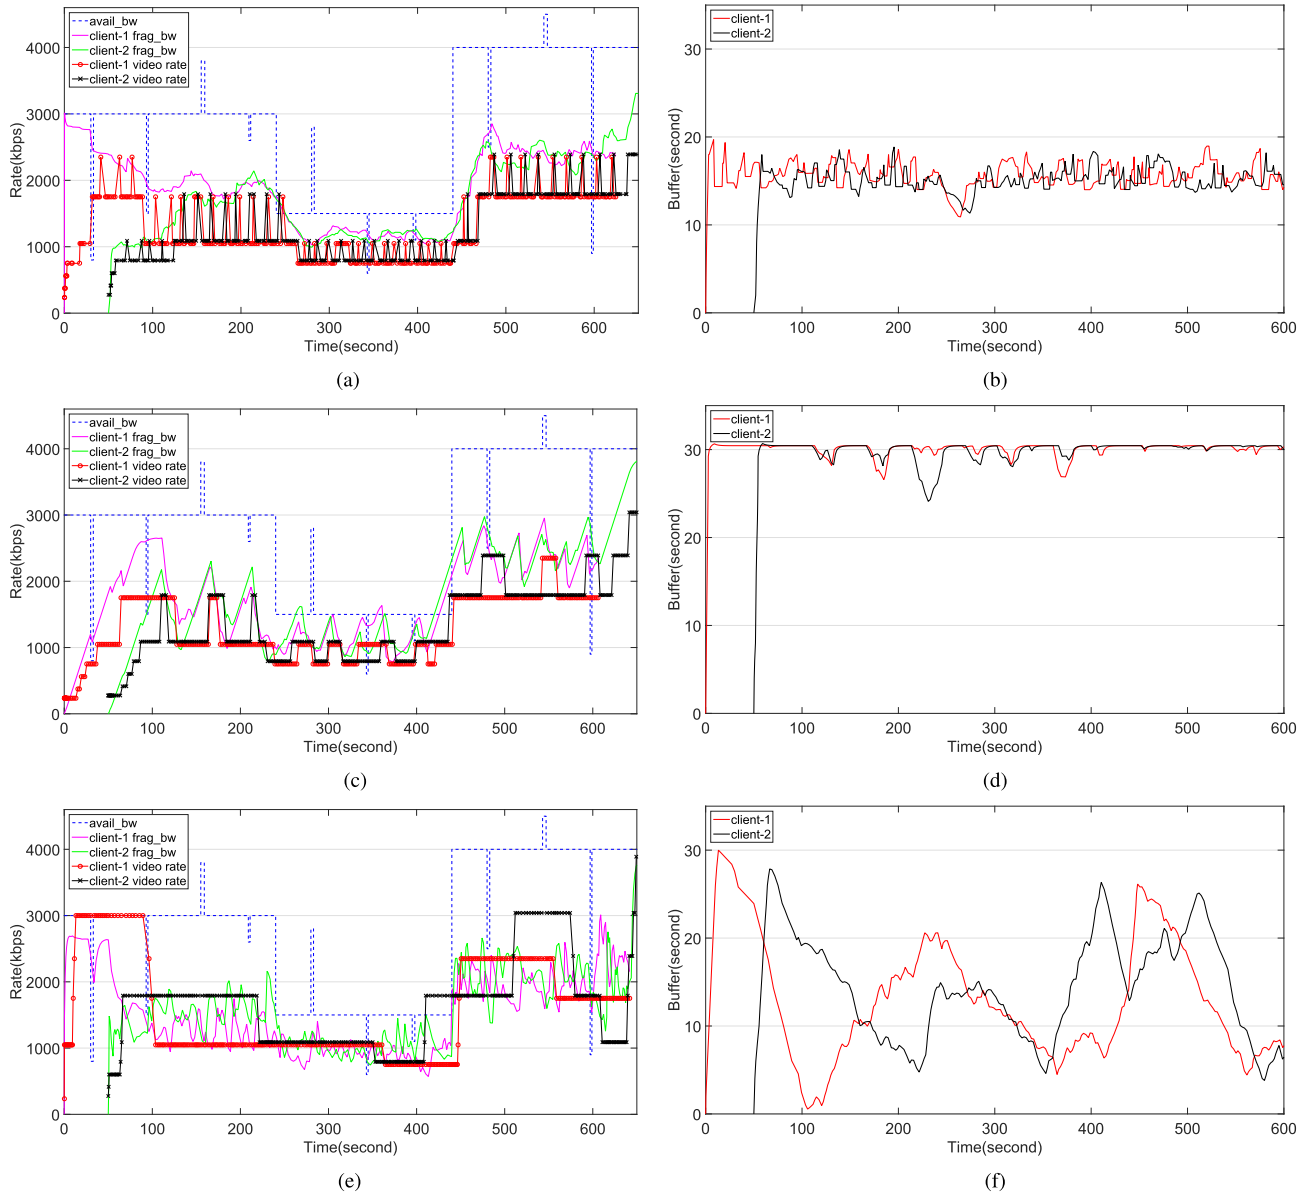 avail_bw
client-1 frag_bw
client-2 frag_bw
client-1 video rate
client-2 video rate
Rate(kbps)
4000
3000
2000
1000
0
0 100 200 300 400 500 600
Time(second)
(a)
client-1
client-2
Buffer(second)
30
20
10
0
0 100 200 300 400 500 600
Time(second)
(b)
avail_bw
client-1 frag_bw
client-2 frag_bw
client-1 video rate
client-2 video rate
Rate(kbps)
4000
3000
2000
1000
0
0 100 200 300 400 500 600
Time(second)
(c)
client-1
client-2
Buffer(second)
30
20
10
0
0 100 200 300 400 500 600
Time(second)
(d)
avail_bw
client-1 frag_bw
client-2 frag_bw
client-1 video rate
client-2 video rate
Rate(kbps)
4000
3000
2000
1000
0
0 100 200 300 400 500 600
Time(second)
(e)
client-1
client-2
Buffer(second)
30
20
10
0
0 100 200 300 400 500 600
Time(second)
(f)